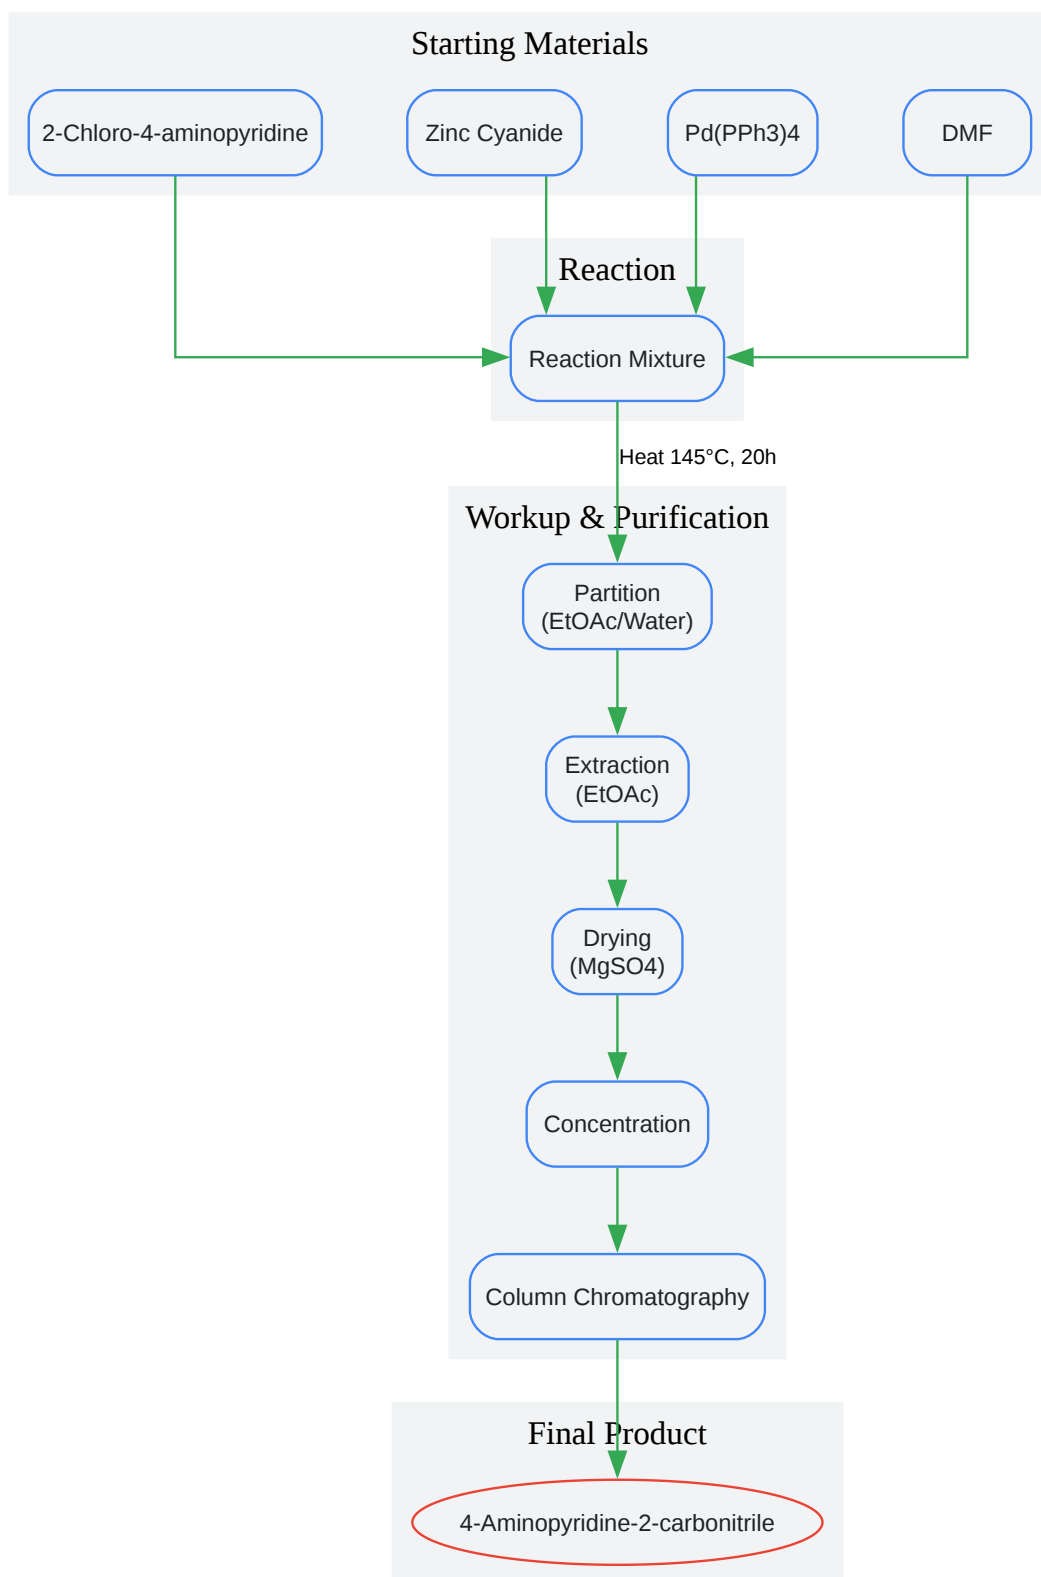 Starting Materials
2-Chloro-4-aminopyridine
Zinc Cyanide
Pd(PPh3)4
DMF
Reaction
Reaction Mixture
Heat 145°C, 20h
Workup & Purification
Partition
(EtOAc/Water)
Extraction
(EtOAc)
Drying
(MgSO4)
Concentration
Column Chromatography
Final Product
4-Aminopyridine-2-carbonitrile